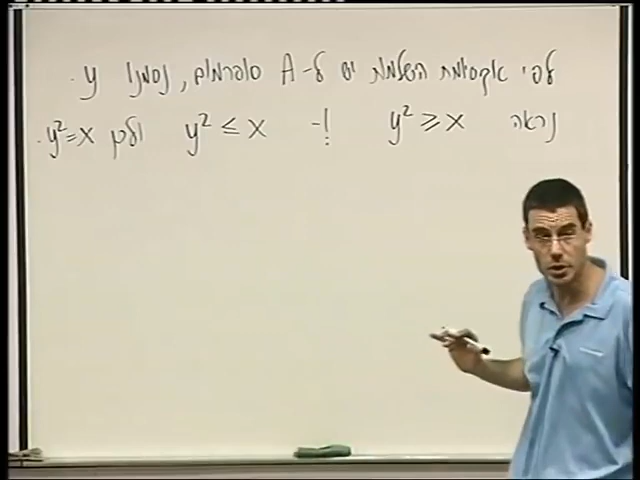 לפי אקסיומת השלמות יש ל-A סופרמום, נסמנו y.
נראה y² ≥ x ו- y² ≤ x ולכן y² = x.